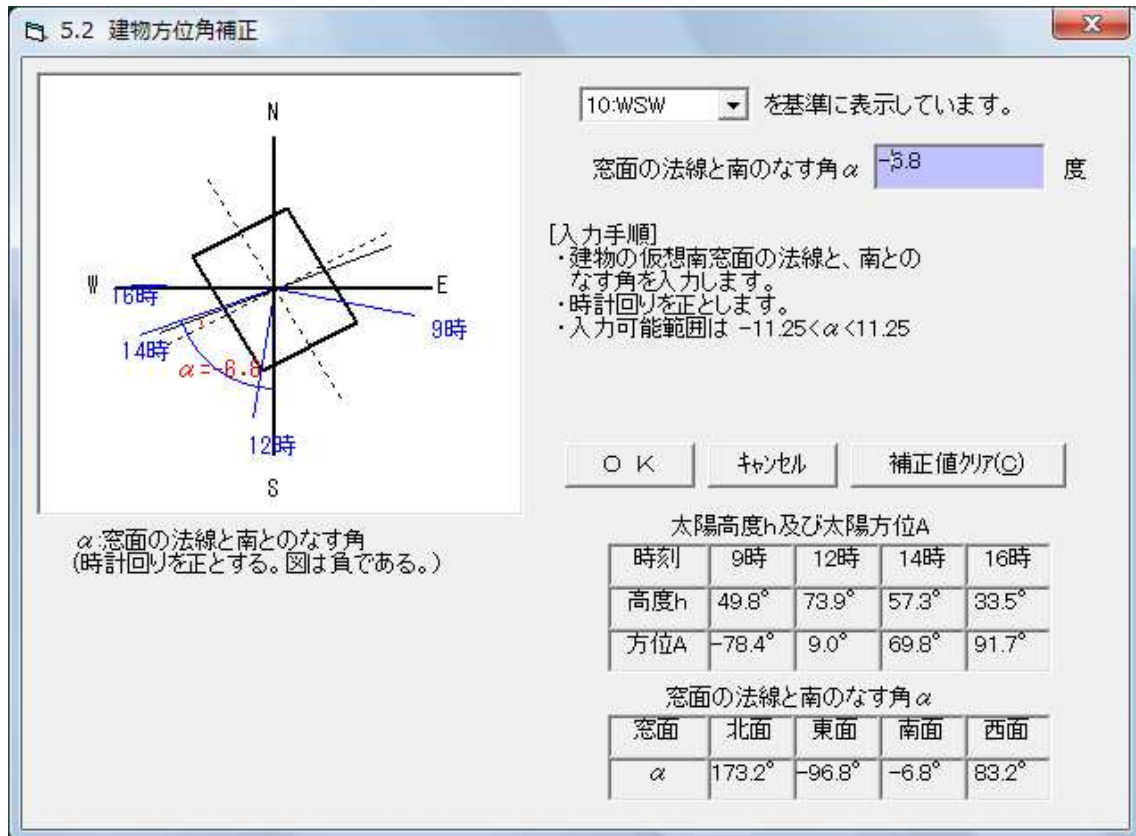 5.2 建物方位角補正
N
W
E
S
16時
14時
9時
12時
α=-6.8
α:窓面の法線と南とのなす角
(時計回りを正とする。図は負である。)
10:WSW を基準に表示しています。
窓面の法線と南のなす角α 度
[入力手順]
・建物の仮想南窓面の法線と、南との
なす角を入力します。
・時計回りを正とします。
・入力可能範囲は -11.25<α<11.25
OK キャンセル 補正値クリア(C)
太陽高度h及び太陽方位A
時刻 9時 12時 14時 16時
高度h 49.8° 73.9° 57.3° 33.5°
方位A -78.4° 9.0° 69.8° 91.7°
窓面の法線と南のなす角α
窓面 北面 東面 南面 西面
α 173.2° -96.8° -6.8° 83.2°